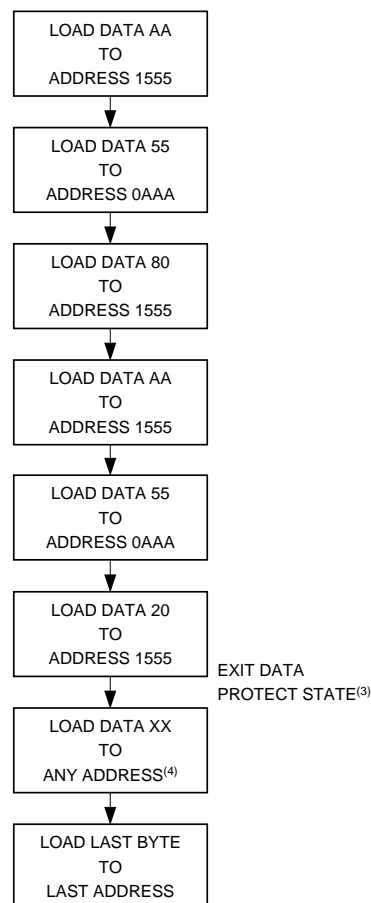 LOAD DATA AA
TO
ADDRESS 1555
LOAD DATA 55
TO
ADDRESS 0AAA
LOAD DATA 80
TO
ADDRESS 1555
LOAD DATA AA
TO
ADDRESS 1555
LOAD DATA 55
TO
ADDRESS 0AAA
LOAD DATA 20
TO
ADDRESS 1555
EXIT DATA
PROTECT STATE(3)
LOAD DATA XX
TO
ANY ADDRESS(4)
LOAD LAST BYTE
TO
LAST ADDRESS